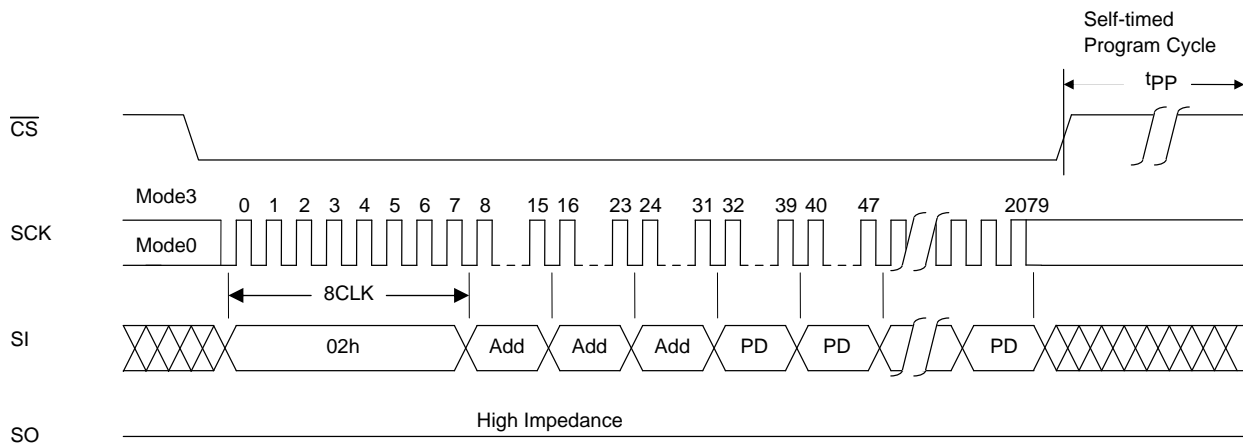 Self-timed
Program Cycle
tPP
CS
Mode3
0 1 2 3 4 5 6 7 8 15 16 23 24 31 32 39 40 47 2079
SCK
Mode0
8CLK
SI
02h Add Add Add PD PD PD
High Impedance
SO